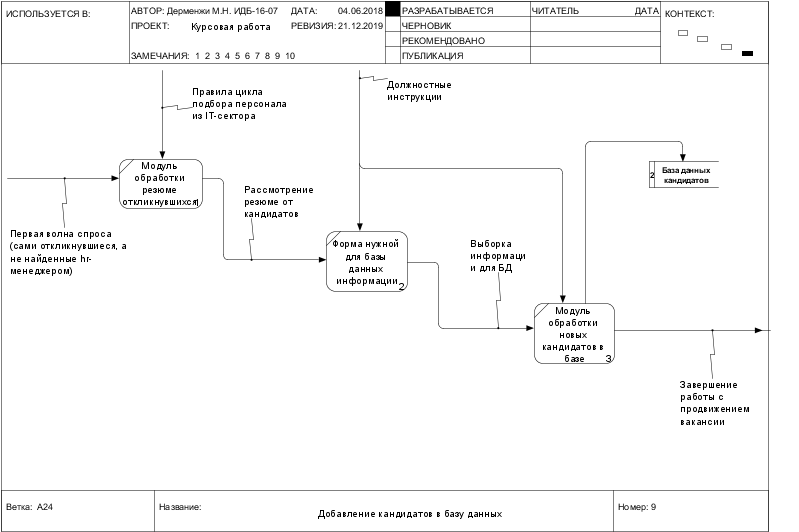 ИСПОЛЬЗУЕТСЯ В:
АВТОР: Дерменжи М.Н. ИДБ-16-07
ДАТА: 04.06.2018
РАЗРАБАТЫВАЕТСЯ
ЧИТАТЕЛЬ
ДАТА
КОНТЕКСТ:
ПРОЕКТ: Курсовая работа
РЕВИЗИЯ: 21.12.2019
ЧЕРНОВИК
РЕКОМЕНДОВАНО
ЗАМЕЧАНИЯ: 1 2 3 4 5 6 7 8 9 10
ПУБЛИКАЦИЯ
Правила цикла
подбора персонала
из IT-сектора
Должностные
инструкции
Модуль
обработки
резюме
откликнувшихся
1
База данных
кандидатов
2
Рассмотрение
резюме от
кандидатов
Первая волна спроса
(сами откликнувшиеся, а
не найденные hr-
менеджером)
Форма нужной
для базы
данных
информации
2
Выборка
информаци
и для БД
Модуль
обработки
новых
кандидатов в
базе
3
Завершение
работы с
продвижением
вакансии
Ветка: A24
Название:
Добавление кандидатов в базу данных
Номер: 9